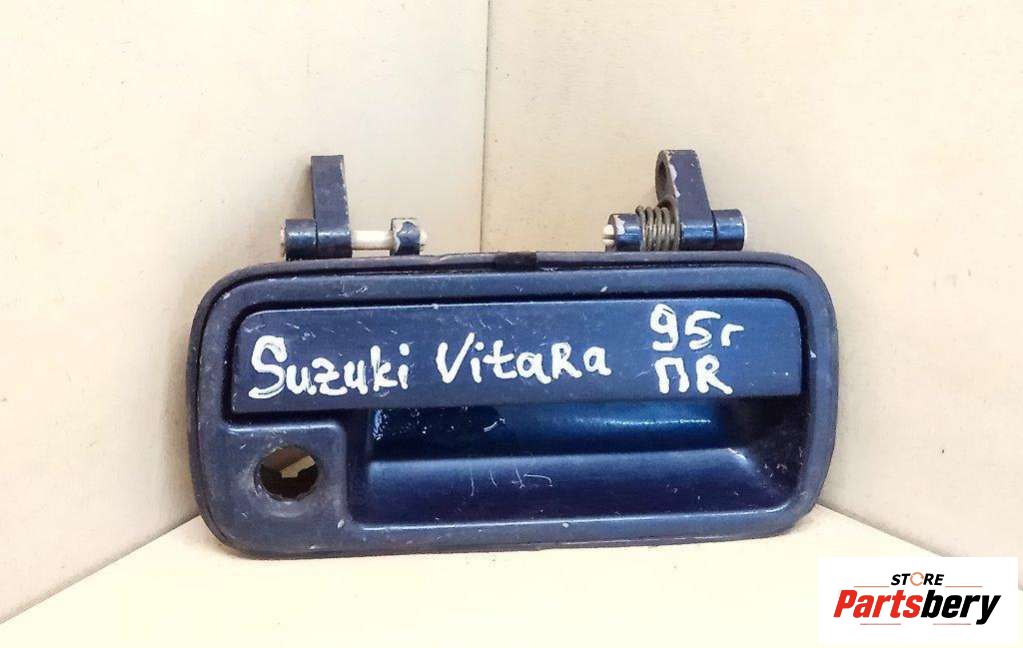 Suzuki Vitara 95г
ПR
STORE
Partsbery